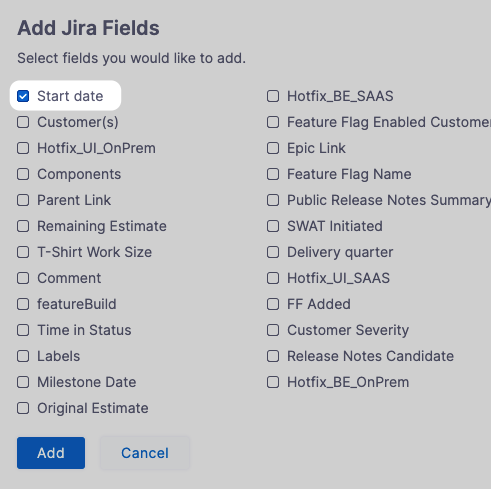 Add Jira Fields
Select fields you would like to add.
Start date
Customer(s)
Hotfix_UI_OnPrem
Components
Parent Link
Remaining Estimate
T-Shirt Work Size
Comment
featureBuild
Time in Status
Labels
Milestone Date
Original Estimate
Hotfix_BE_SAAS
Feature Flag Enabled Custome
Epic Link
Feature Flag Name
Public Release Notes Summary
SWAT Initiated
Delivery quarter
Hotfix_UI_SAAS
FF Added
Customer Severity
Release Notes Candidate
Hotfix_BE_OnPrem
Add
Cancel